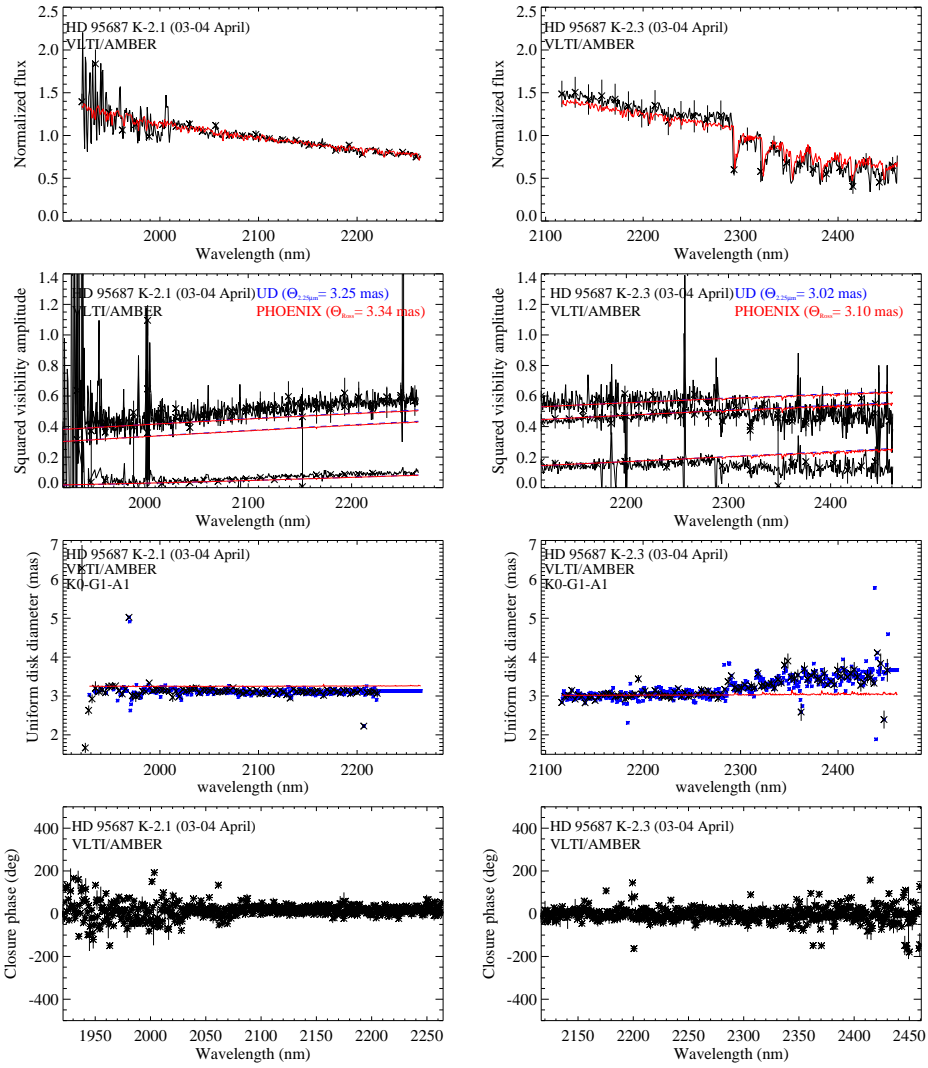 HD 95687 K-2.1 (03-04 April)
VLTI/AMBER
Normalized flux
2.5
2.0
1.5
1.0
0.5
0.0
2000 2100 2200
Wavelength (nm)
HD 95687 K-2.3 (03-04 April)
VLTI/AMBER
Normalized flux
2.5
2.0
1.5
1.0
0.5
0.0
2100 2200 2300 2400
Wavelength (nm)
HD 95687 K-2.1 (03-04 April) UD (Θ2.25μm= 3.25 mas)
VLTI/AMBER PHOENIX (ΘRoss= 3.34 mas)
Squared visibility amplitude
1.4
1.2
1.0
0.8
0.6
0.4
0.2
0.0
2000 2100 2200
Wavelength (nm)
HD 95687 K-2.3 (03-04 April) UD (Θ2.25μm= 3.02 mas)
VLTI/AMBER PHOENIX (ΘRoss= 3.10 mas)
Squared visibility amplitude
1.4
1.2
1.0
0.8
0.6
0.4
0.2
0.0
2200 2300 2400
Wavelength (nm)
HD 95687 K-2.1 (03-04 April)
VLTI/AMBER
K0-G1-A1
Uniform disk diameter (mas)
7
6
5
4
3
2
2000 2100 2200
wavelength (nm)
HD 95687 K-2.3 (03-04 April)
VLTI/AMBER
K0-G1-A1
Uniform disk diameter (mas)
7
6
5
4
3
2
2100 2200 2300 2400
wavelength (nm)
HD 95687 K-2.1 (03-04 April)
VLTI/AMBER
Closure phase (deg)
400
200
0
-200
-400
1950 2000 2050 2100 2150 2200 2250
Wavelength (nm)
HD 95687 K-2.3 (03-04 April)
VLTI/AMBER
Closure phase (deg)
400
200
0
-200
-400
2150 2200 2250 2300 2350 2400 2450
Wavelength (nm)